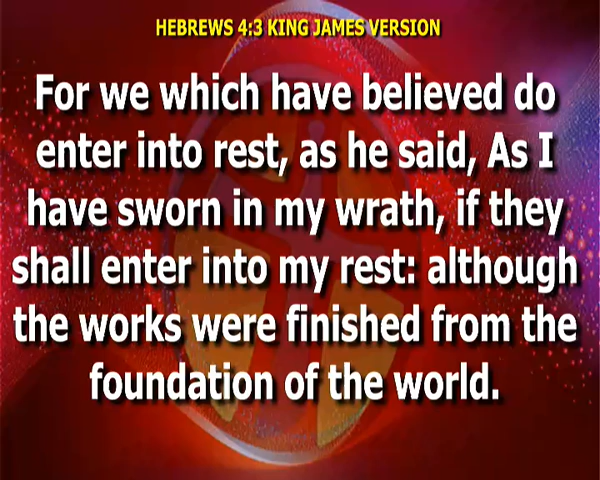 HEBREWS 4:3 KING JAMES VERSION
For we which have believed do
enter into rest, as he said, As I
have sworn in my wrath, if they
shall enter into my rest: although
the works were finished from the
foundation of the world.